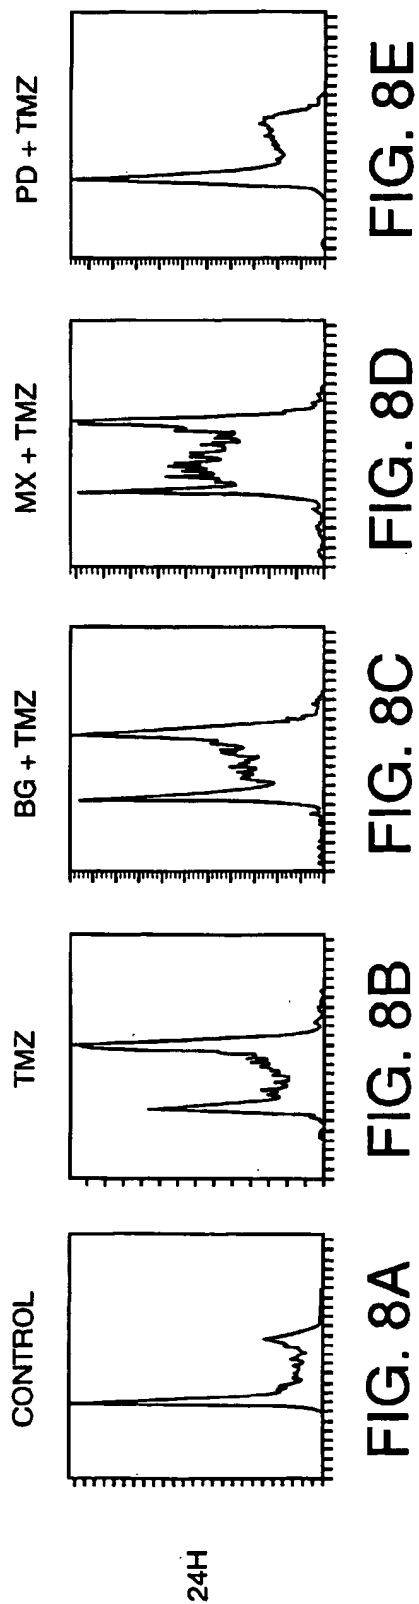 24H
CONTROL
TMZ
BG + TMZ
MX + TMZ
PD + TMZ
FIG. 8A
FIG. 8B
FIG. 8C
FIG. 8D
FIG. 8E